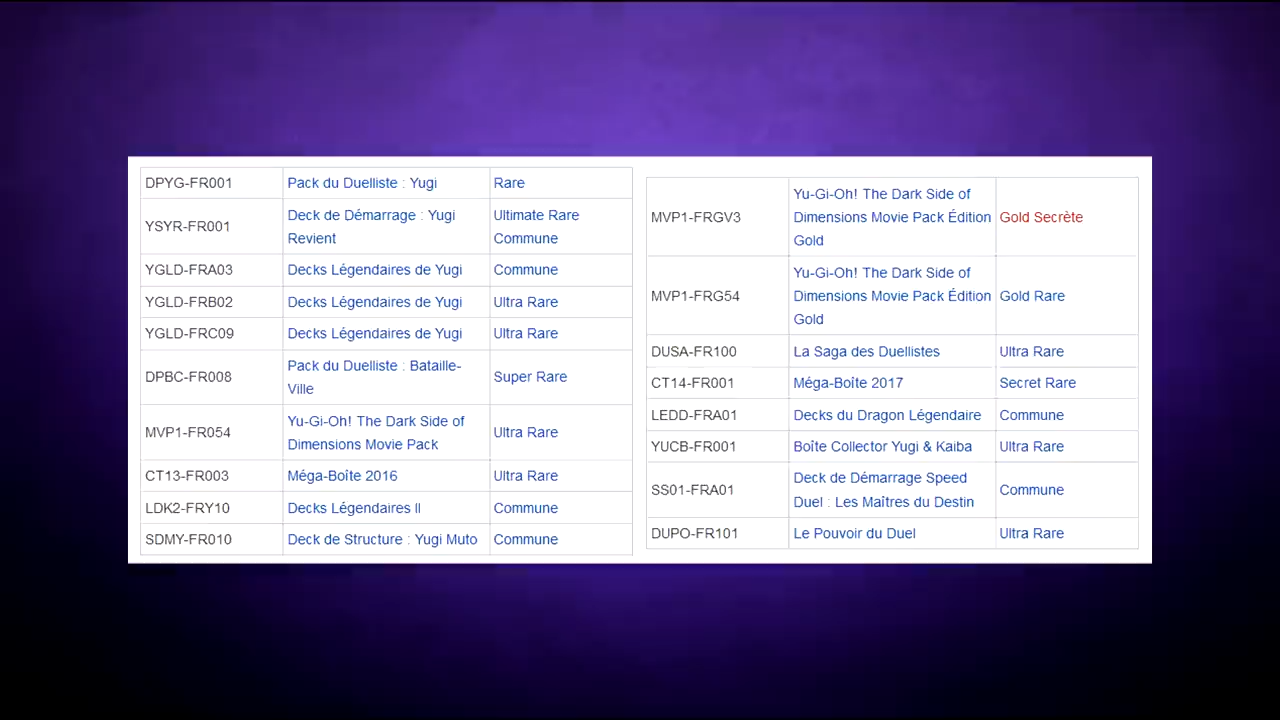 DPYG-FR001 Pack du Duelliste : Yugi Rare
YSYR-FR001 Deck de Démarrage : Yugi Revient Ultimate Rare Commune
YGLD-FRA03 Decks Légendaires de Yugi Commune
YGLD-FRB02 Decks Légendaires de Yugi Ultra Rare
YGLD-FRC09 Decks Légendaires de Yugi Ultra Rare
DPBC-FR008 Pack du Duelliste : Bataille-Ville Super Rare
MVP1-FR054 Yu-Gi-Oh! The Dark Side of Dimensions Movie Pack Ultra Rare
CT13-FR003 Méga-Boîte 2016 Ultra Rare
LDK2-FRY10 Decks Légendaires II Commune
SDMY-FR010 Deck de Structure : Yugi Muto Commune
MVP1-FRGV3 Yu-Gi-Oh! The Dark Side of Dimensions Movie Pack Édition Gold Gold Secrète
MVP1-FRG54 Yu-Gi-Oh! The Dark Side of Dimensions Movie Pack Édition Gold Gold Rare
DUSA-FR100 La Saga des Duellistes Ultra Rare
CT14-FR001 Méga-Boîte 2017 Secret Rare
LEDD-FRA01 Decks du Dragon Légendaire Commune
YUCB-FR001 Boîte Collector Yugi & Kaiba Ultra Rare
SS01-FRA01 Deck de Démarrage Speed Duel : Les Maîtres du Destin Commune
DUPO-FR101 Le Pouvoir du Duel Ultra Rare